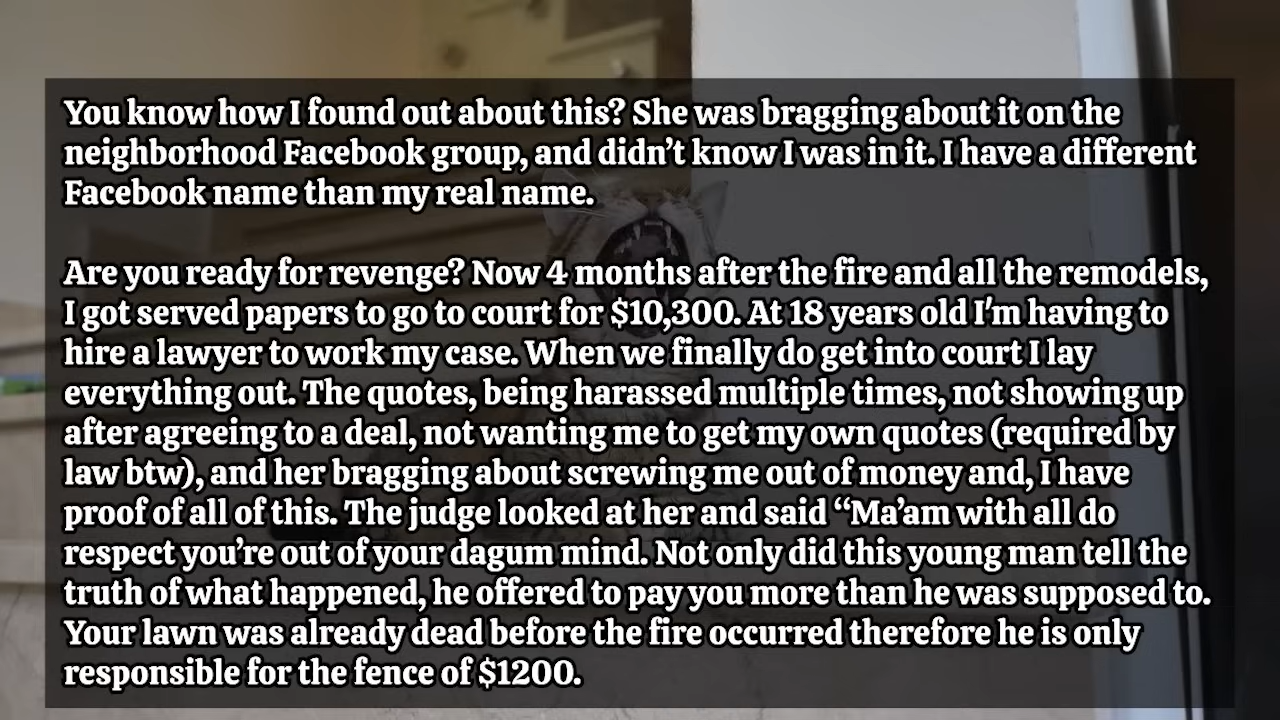 You know how I found out about this? She was bragging about it on the
neighborhood Facebook group, and didn’t know I was in it. I have a different
Facebook name than my real name.
Are you ready for revenge? Now 4 months after the fire and all the remodels,
I got served papers to go to court for $10,300. At 18 years old I'm having to
hire a lawyer to work my case. When we finally do get into court I lay
everything out. The quotes, being harassed multiple times, not showing up
after agreeing to a deal, not wanting me to get my own quotes (required by
law btw), and her bragging about screwing me out of money and, I have
proof of all of this. The judge looked at her and said “Ma’am with all do
respect you’re out of your dagum mind. Not only did this young man tell the
truth of what happened, he offered to pay you more than he was supposed to.
Your lawn was already dead before the fire occurred therefore he is only
responsible for the fence of $1200.